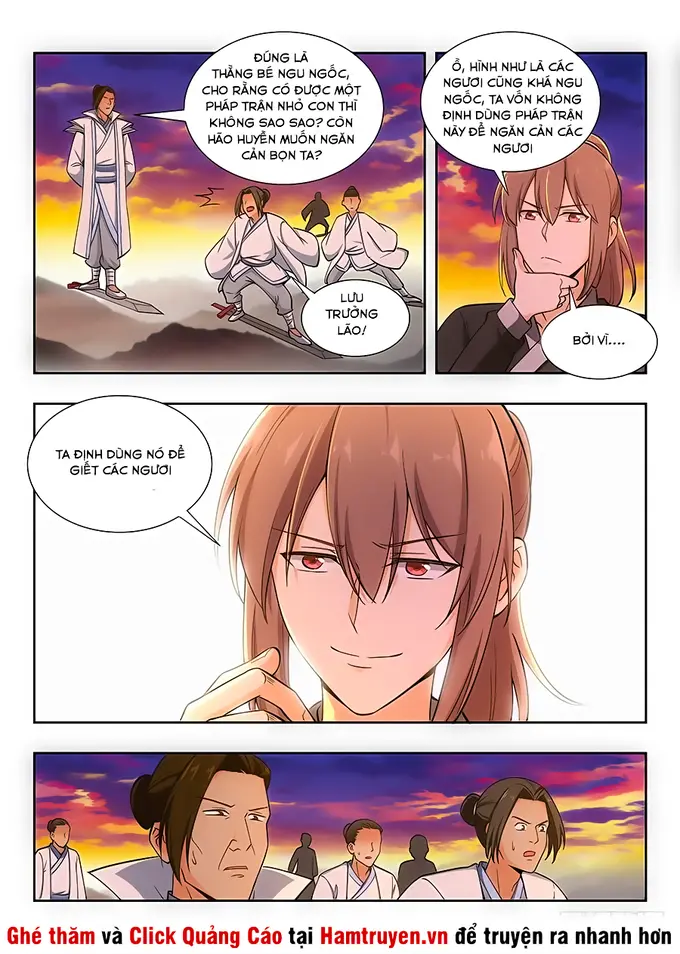 ĐÚNG LÀ
THẰNG BÉ NGU NGỐC,
CHO RẰNG CÓ ĐƯỢC MỘT
PHÁP TRẬN NHỎ CON THÌ
KHÔNG SAO SAO? CÒN
HÃO HUYỀN MUỐN NGĂN
CẢN BỌN TA?
LƯU
TRƯỞNG
LÃO!
Ồ, HÌNH NHƯ LÀ CÁC
NGƯƠI CŨNG KHÁ NGU
NGỐC, TA VỐN KHÔNG
ĐỊNH DÙNG PHÁP TRẬN
NÀY ĐỂ NGĂN CẢN CÁC
NGƯƠI
BỞI VÌ....
TA ĐỊNH DÙNG NÓ ĐỂ
GIẾT CÁC NGƯƠI
Ghé thăm và Click Quảng Cáo tại Hamtruyen.vn để truyện ra nhanh hơn